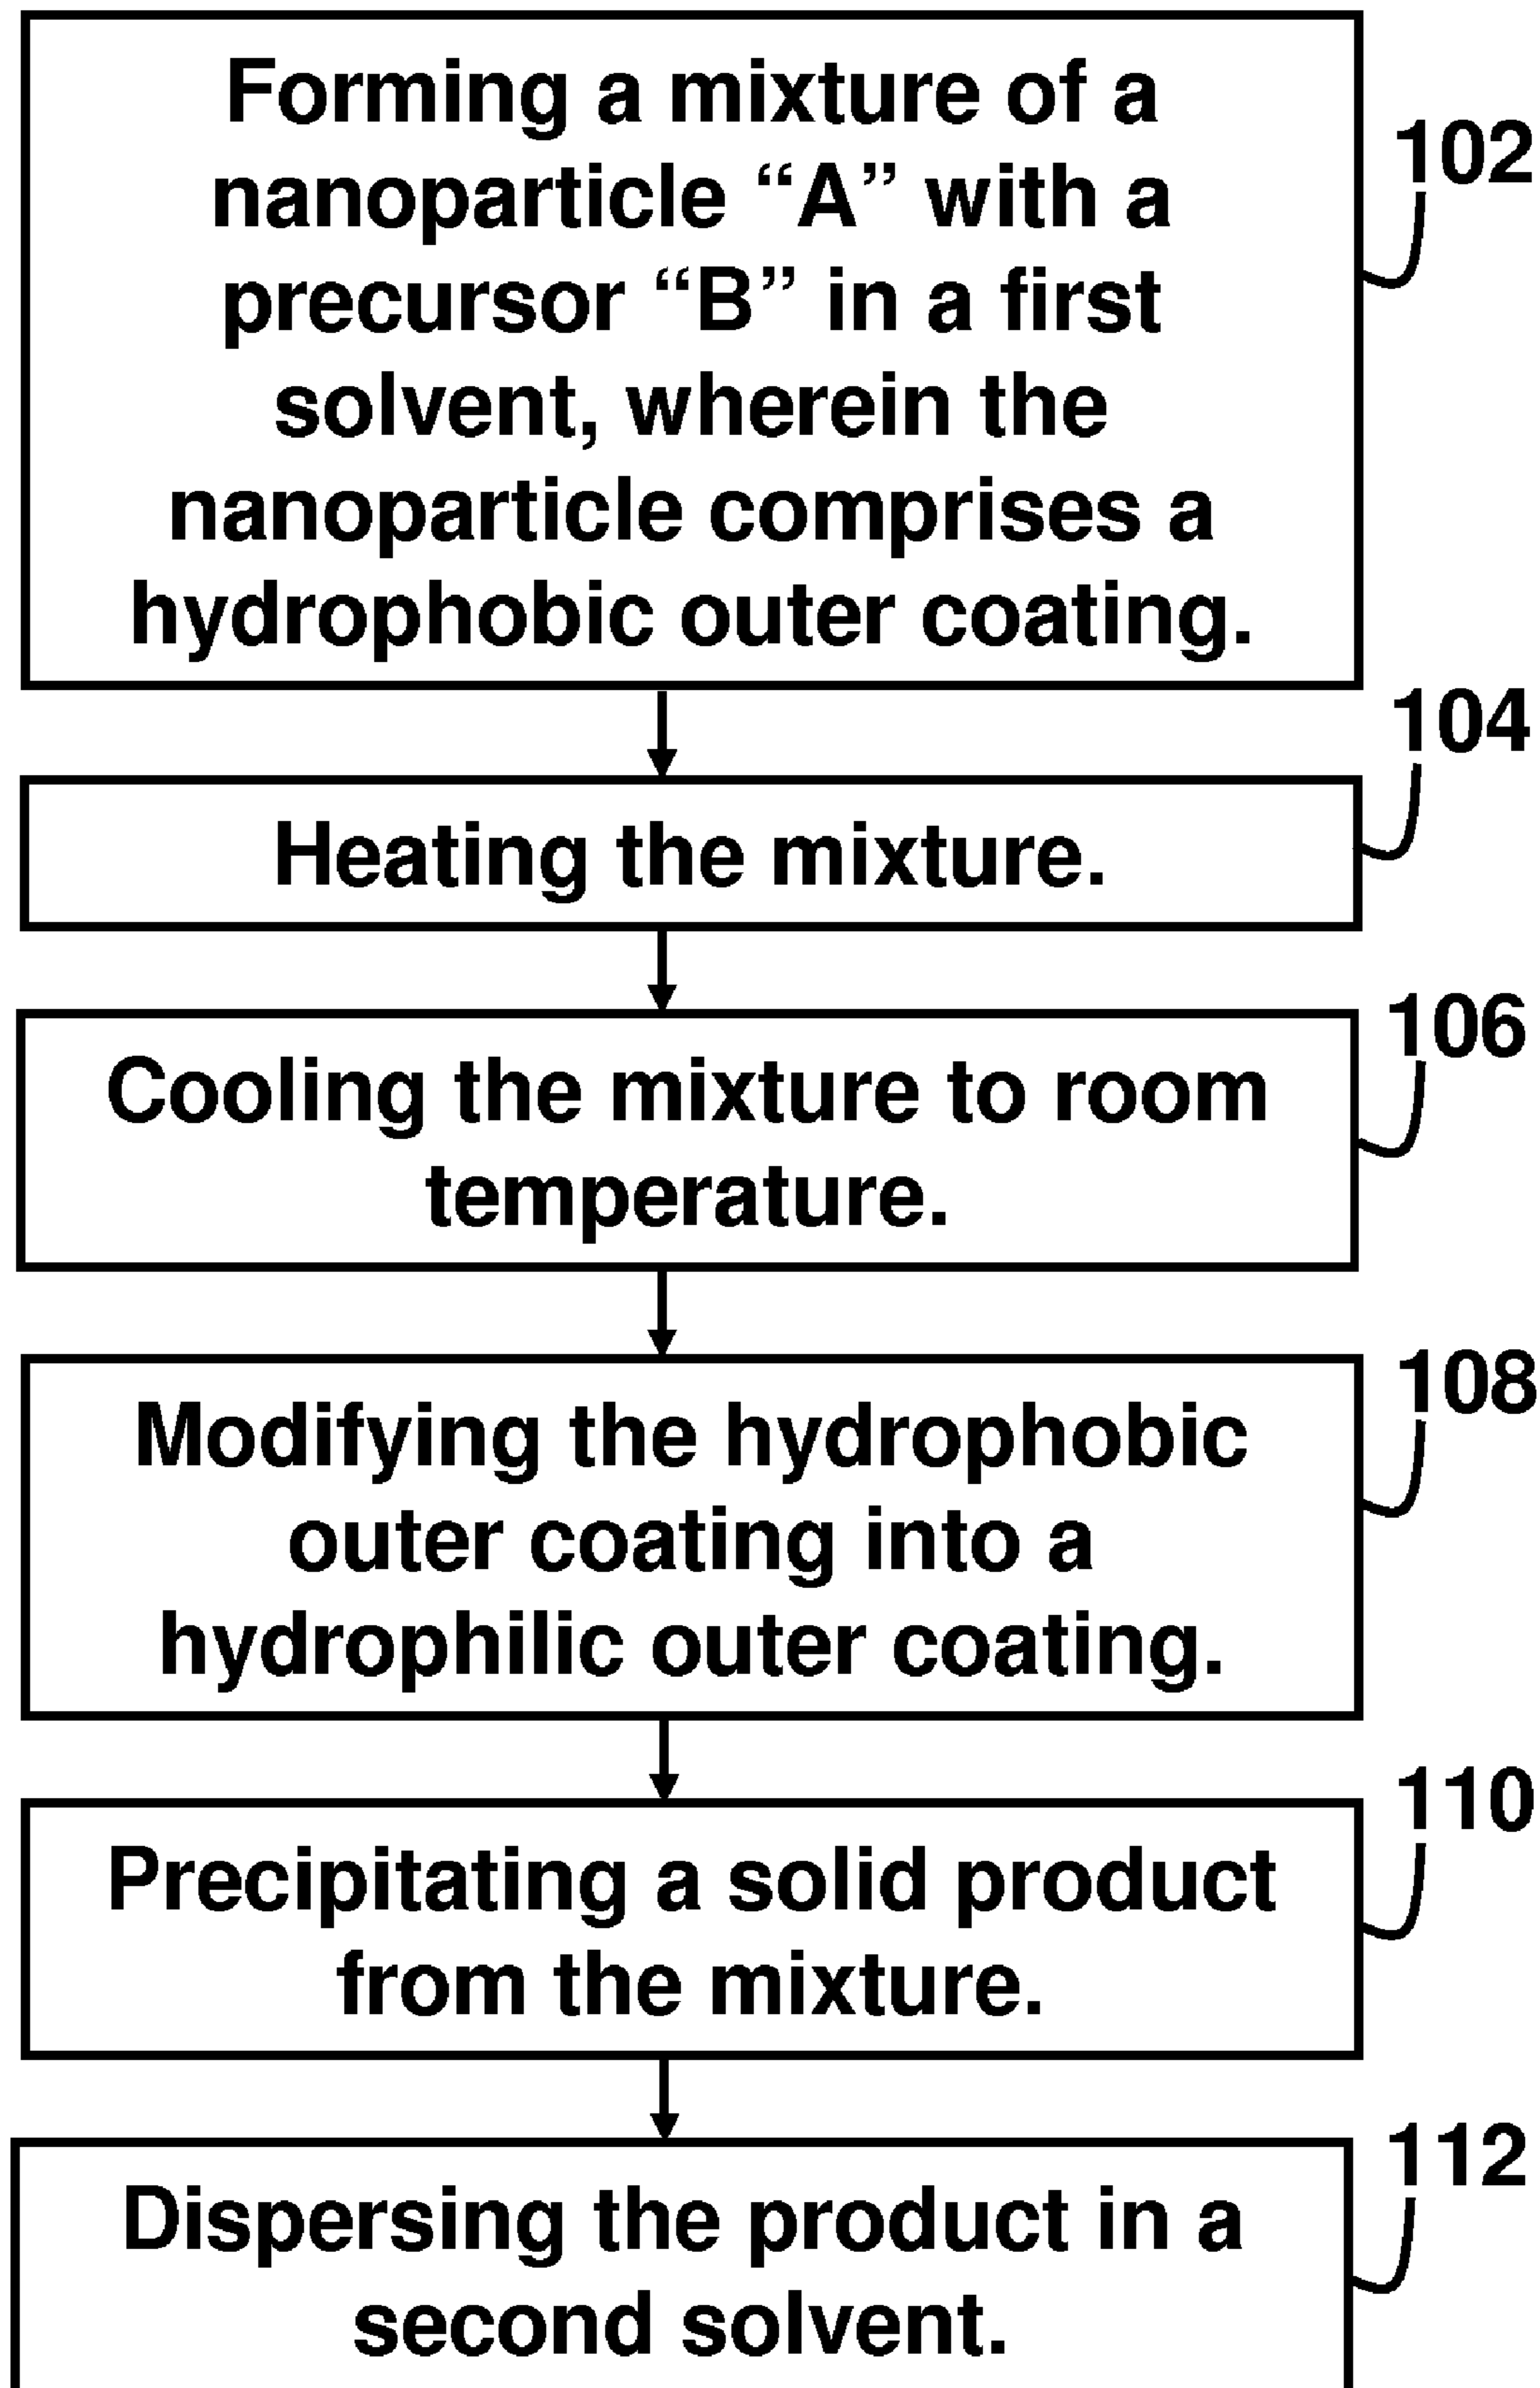 Forming a mixture of a
nanoparticle “A” with a
precursor “B” in a first
solvent, wherein the
nanoparticle comprises a
hydrophobic outer coating.
102
Heating the mixture.
104
Cooling the mixture to room
temperature.
106
Modifying the hydrophobic
outer coating into a
hydrophilic outer coating.
108
Precipitating a solid product
from the mixture.
110
Dispersing the product in a
second solvent.
112